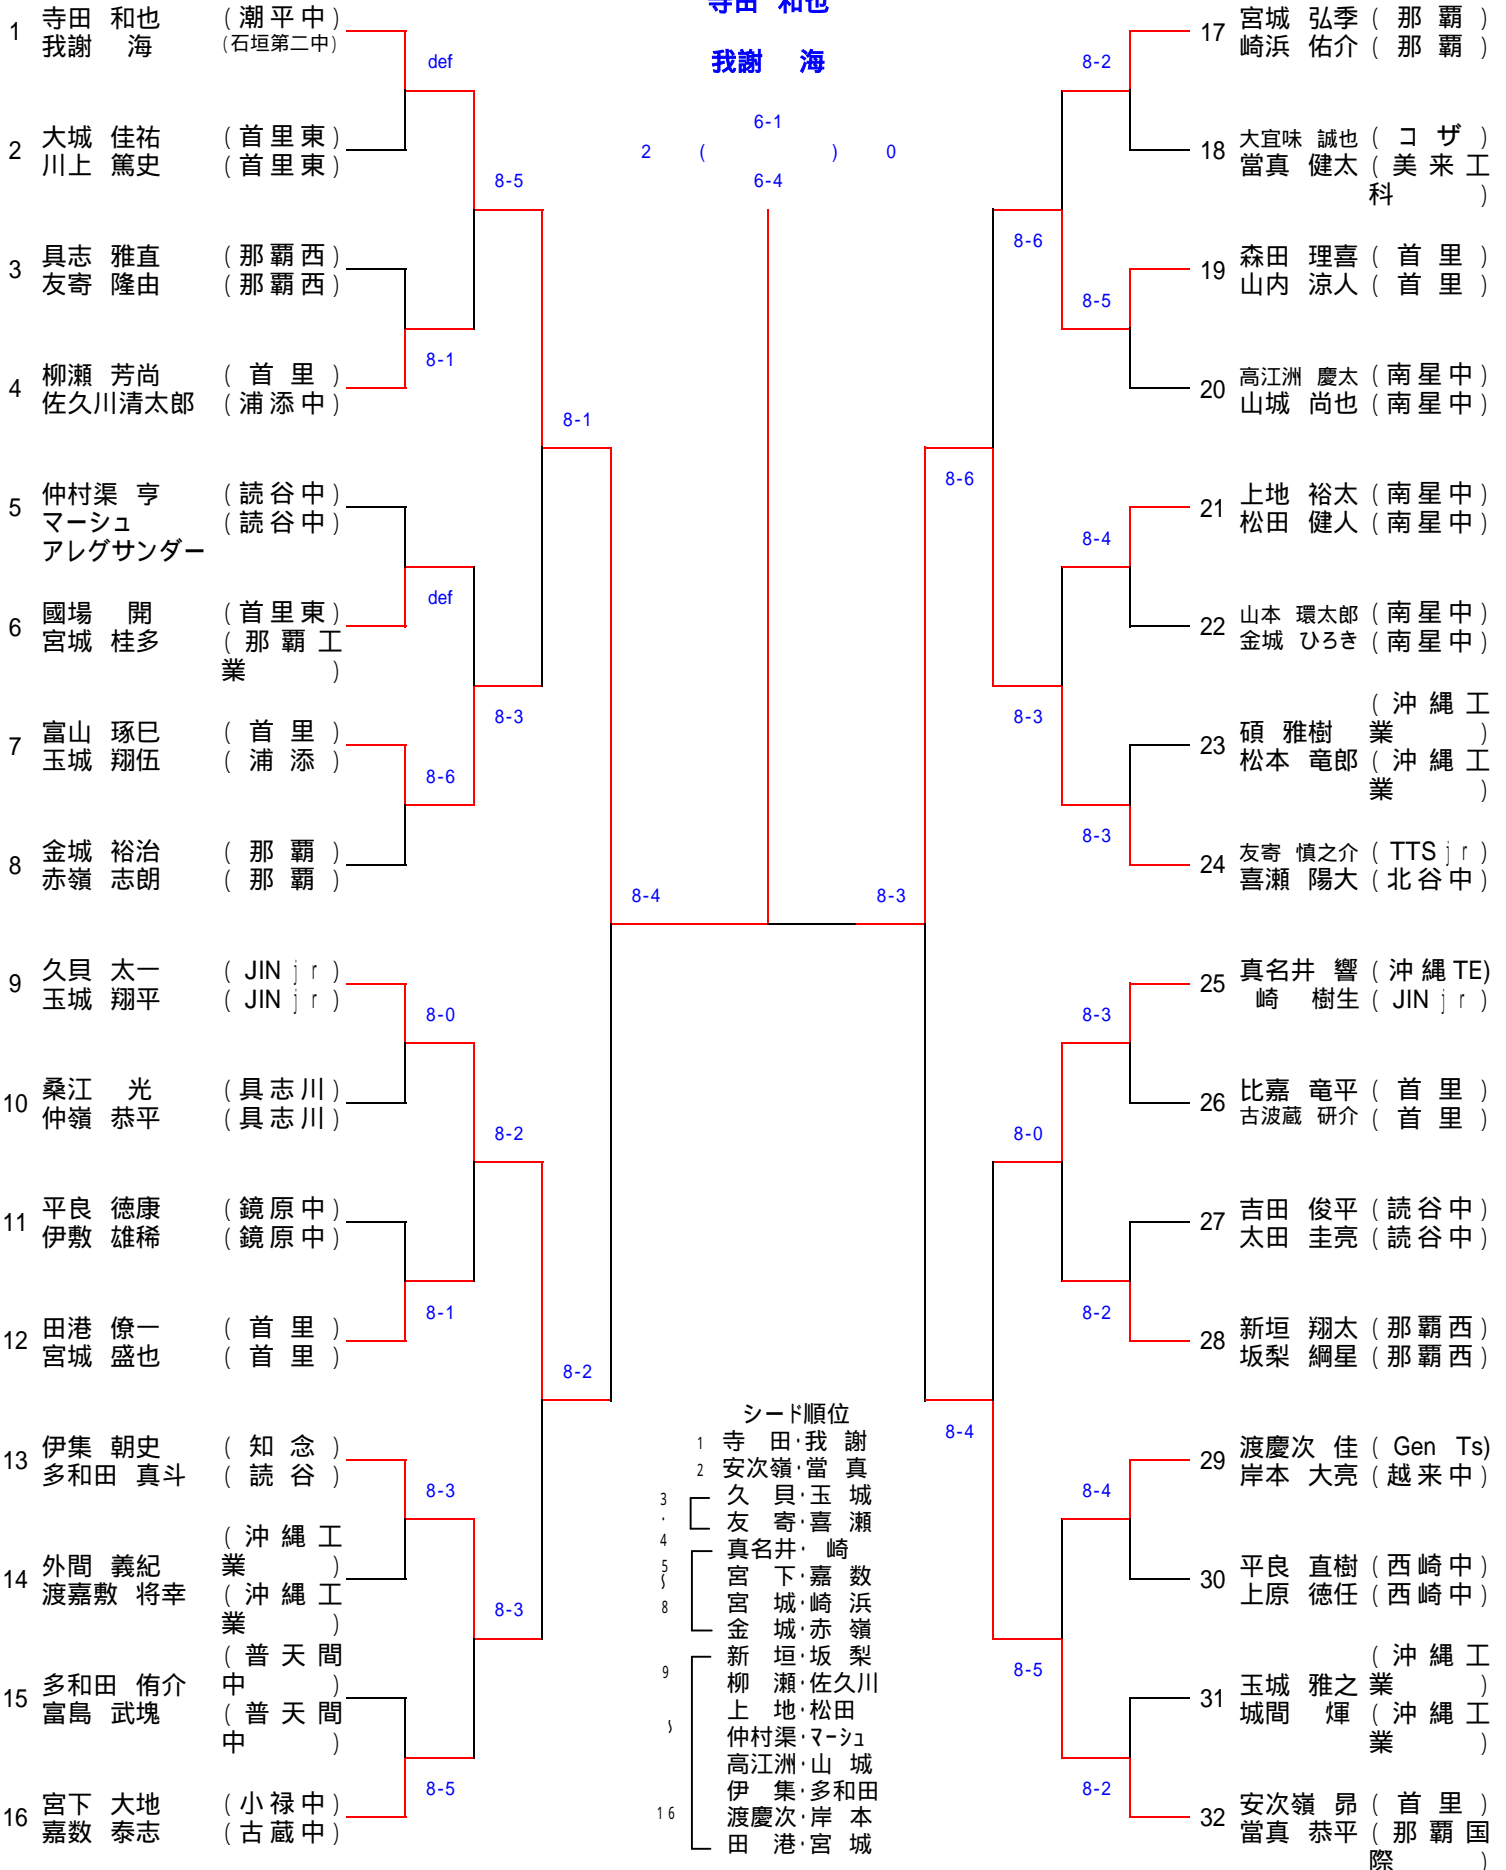 寺田 和也
我謝 海
6-1
2 ( ) 0
6-4
1 寺田 和也 (潮平中)
我謝 海 (石垣第二中)
def
2 大城 佳祐 (首里東)
川上 篤史 (首里東)
8-5
3 具志 雅直 (那覇西)
友寄 隆由 (那覇西)
8-1
4 柳瀬 芳尚 (首里)
佐久川清太郎 (浦添中)
8-1
5 仲村渠 亨 (読谷中)
マーシュ (読谷中)
アレグサンダー
def
6 國場 開 (首里東)
宮城 桂多 (那覇工
業)
8-3
7 富山 琢巳 (首里)
玉城 翔伍 (浦添)
8-6
8 金城 裕治 (那覇)
赤嶺 志朗 (那覇)
8-4
9 久貝 太一 (JINjr)
玉城 翔平 (JINjr)
8-0
10 桑江 光 (具志川)
仲嶺 恭平 (具志川)
8-2
11 平良 徳康 (鏡原中)
伊敷 雄稀 (鏡原中)
8-1
12 田港 僚一 (首里)
宮城 盛也 (首里)
8-2
13 伊集 朝史 (知念)
多和田 真斗 (読谷)
8-3
14 外間 義紀 (沖縄工
業)
渡嘉敷 将幸 (沖縄工
業)
8-3
15 多和田 侑介 (普天間
中)
富島 武塊 (普天間
中)
8-5
16 宮下 大地 (小禄中)
嘉数 泰志 (古蔵中)
17 宮城 弘季 (那覇)
崎浜 佑介 (那覇)
8-2
18 大宜味 誠也 (コザ)
當真 健太 (美来工
科)
8-6
19 森田 理喜 (首里)
山内 涼人 (首里)
8-5
20 高江洲 慶太 (南星中)
山城 尚也 (南星中)
8-6
21 上地 裕太 (南星中)
松田 健人 (南星中)
8-4
22 山本 環太郎 (南星中)
金城 ひろき (南星中)
8-3
23 碩 雅樹 (沖縄工
業)
松本 竜郎 (沖縄工
業)
8-3
24 友寄 慎之介 (TTSjr)
喜瀬 陽大 (北谷中)
8-3
25 真名井 響 (沖縄TE)
崎 樹生 (JINjr)
8-3
26 比嘉 竜平 (首里)
古波蔵 研介 (首里)
8-0
27 吉田 俊平 (読谷中)
太田 圭亮 (読谷中)
8-2
28 新垣 翔太 (那覇西)
坂梨 綱星 (那覇西)
8-4
29 渡慶次 佳 (Gen Ts)
岸本 大亮 (越来中)
8-4
30 平良 直樹 (西崎中)
上原 徳任 (西崎中)
8-5
31 玉城 雅之 (沖縄工
業)
城間 輝 (沖縄工
業)
8-2
32 安次嶺 昴 (首里)
當真 恭平 (那覇国
際)
シード順位
1 寺 田・我 謝
2 安次嶺・當 真
3 久 貝・玉 城
・
4 友 寄・喜 瀬
5 真名井・ 崎
〜 宮 下・嘉 数
8 宮 城・崎 浜
金 城・赤 嶺
9 新 垣・坂 梨
柳 瀬・佐久川
上 地・松田
〜 仲村渠・マーシュ
高江洲・山 城
伊 集・多和田
16 渡慶次・岸 本
田 港・宮 城